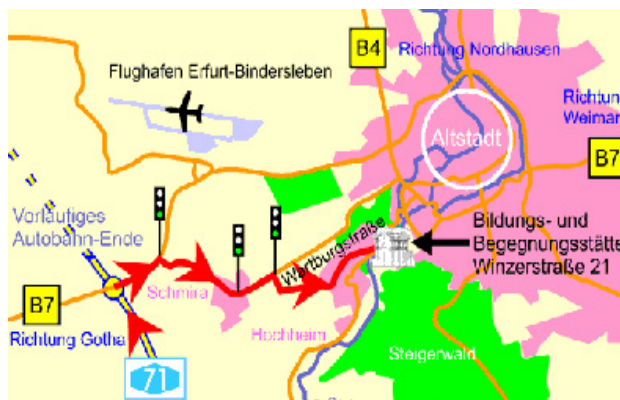 B4
Richtung Nordhausen
Flughafen Erfurt-Bindersleben
Richtun
Weimar
Altstadt
B7
Vorläufiges
Autobahn-Ende
Wartburgstraße
Bildungs- und
Begegnungsstätte
Winzerstraße 21
Schmira
B7
Richtung Gotha
Hochheim
Steigerwald
71